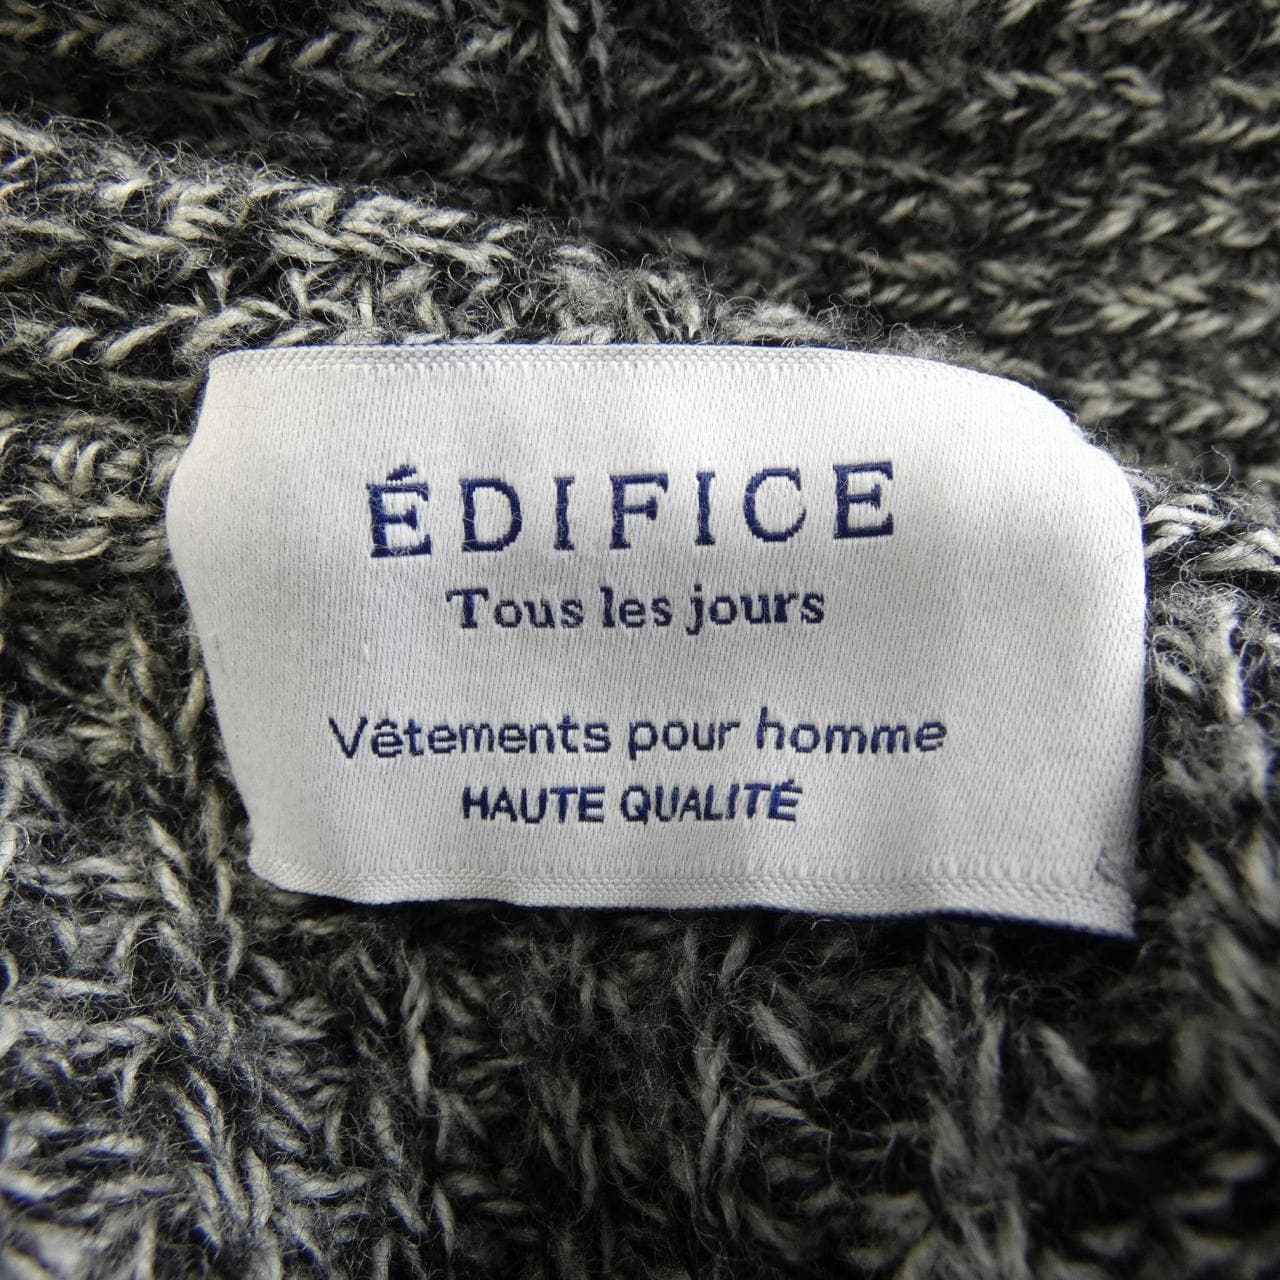 ÉDIFICE
Tous les jours
Vêtements pour homme
HAUTE QUALITÉ